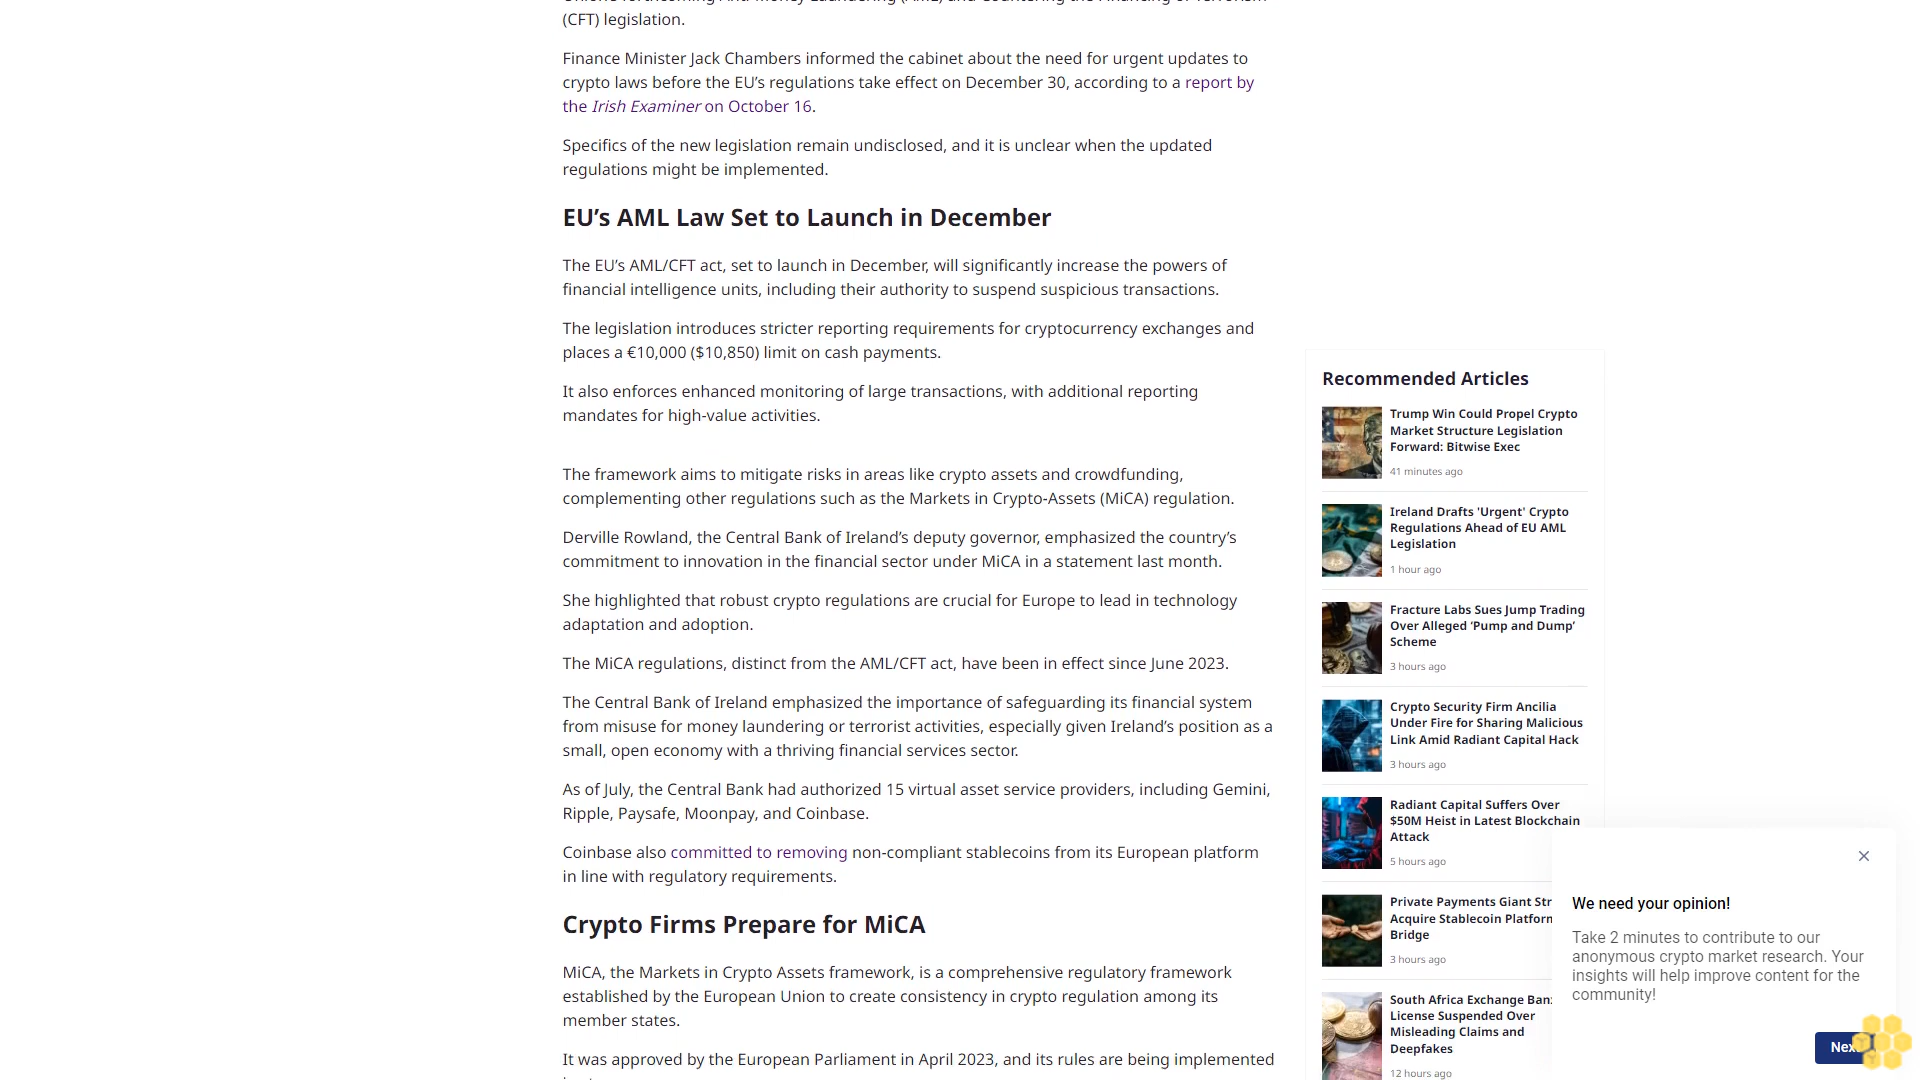 (CFT) legislation.
Finance Minister Jack Chambers informed the cabinet about the need for urgent updates to
crypto laws before the EU’s regulations take effect on December 30, according to a report by
the Irish Examiner on October 16.
Specifics of the new legislation remain undisclosed, and it is unclear when the updated
regulations might be implemented.
EU’s AML Law Set to Launch in December
The EU’s AML/CFT act, set to launch in December, will significantly increase the powers of
financial intelligence units, including their authority to suspend suspicious transactions.
The legislation introduces stricter reporting requirements for cryptocurrency exchanges and
places a €10,000 ($10,850) limit on cash payments.
It also enforces enhanced monitoring of large transactions, with additional reporting
mandates for high-value activities.
The framework aims to mitigate risks in areas like crypto assets and crowdfunding,
complementing other regulations such as the Markets in Crypto-Assets (MiCA) regulation.
Derville Rowland, the Central Bank of Ireland’s deputy governor, emphasized the country’s
commitment to innovation in the financial sector under MiCA in a statement last month.
She highlighted that robust crypto regulations are crucial for Europe to lead in technology
adaptation and adoption.
The MiCA regulations, distinct from the AML/CFT act, have been in effect since June 2023.
The Central Bank of Ireland emphasized the importance of safeguarding its financial system
from misuse for money laundering or terrorist activities, especially given Ireland’s position as a
small, open economy with a thriving financial services sector.
As of July, the Central Bank had authorized 15 virtual asset service providers, including Gemini,
Ripple, Paysafe, Moonpay, and Coinbase.
Coinbase also committed to removing non-compliant stablecoins from its European platform
in line with regulatory requirements.
Crypto Firms Prepare for MiCA
MiCA, the Markets in Crypto Assets framework, is a comprehensive regulatory framework
established by the European Union to create consistency in crypto regulation among its
member states.
It was approved by the European Parliament in April 2023, and its rules are being implemented
Recommended Articles
Trump Win Could Propel Crypto
Market Structure Legislation
Forward: Bitwise Exec
41 minutes ago
Ireland Drafts 'Urgent' Crypto
Regulations Ahead of EU AML
Legislation
1 hour ago
Fracture Labs Sues Jump Trading
Over Alleged ‘Pump and Dump’
Scheme
3 hours ago
Crypto Security Firm Ancilia
Under Fire for Sharing Malicious
Link Amid Radiant Capital Hack
3 hours ago
Radiant Capital Suffers Over
$50M Heist in Latest Blockchain
Attack
5 hours ago
Private Payments Giant Str
Acquire Stablecoin Platforn
Bridge
3 hours ago
South Africa Exchange Ban
License Suspended Over
Misleading Claims and
Deepfakes
12 hours ago
We need your opinion!
Take 2 minutes to contribute to our
anonymous crypto market research. Your
insights will help improve content for the
community!
Nex